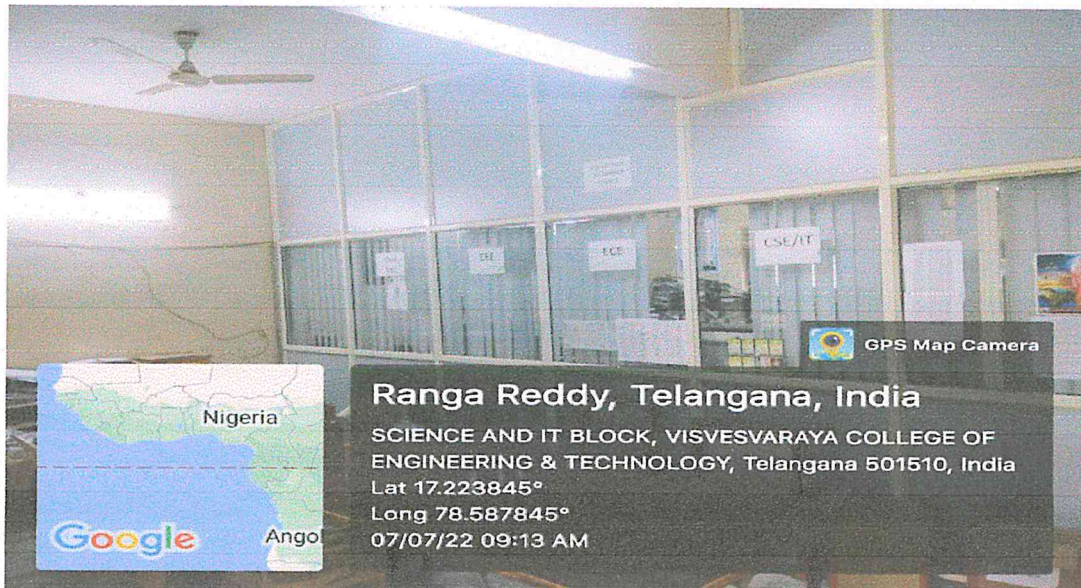 EEE
ECE
CSE/IT
GPS Map Camera
Nigeria
Angol
Google
Ranga Reddy, Telangana, India
SCIENCE AND IT BLOCK, VISVESVARAYA COLLEGE OF
ENGINEERING & TECHNOLOGY, Telangana 501510, India
Lat 17.223845°
Long 78.587845°
07/07/22 09:13 AM